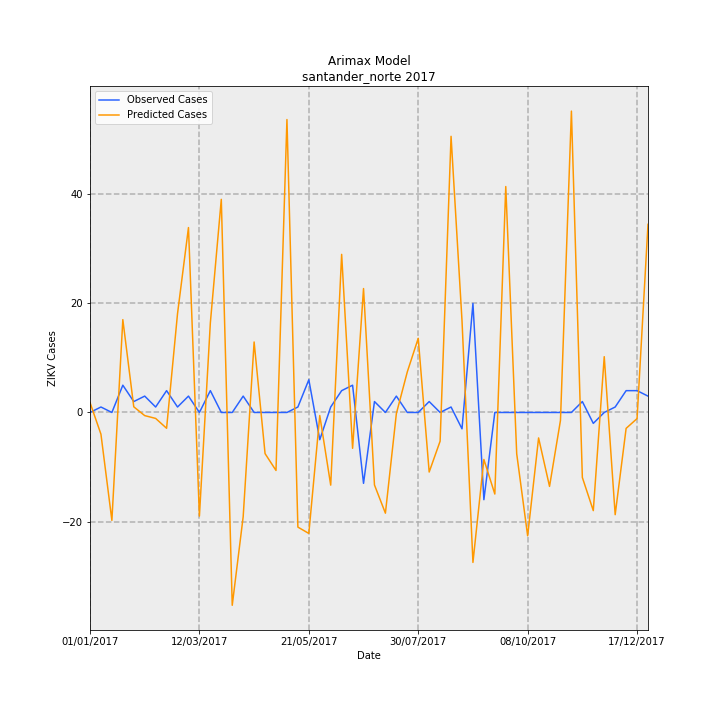 Arimax Model
santander_norte 2017
Observed Cases
Predicted Cases
40
20
0
−20
ZIKV Cases
01/01/2017 12/03/2017 21/05/2017 30/07/2017 08/10/2017 17/12/2017
Date